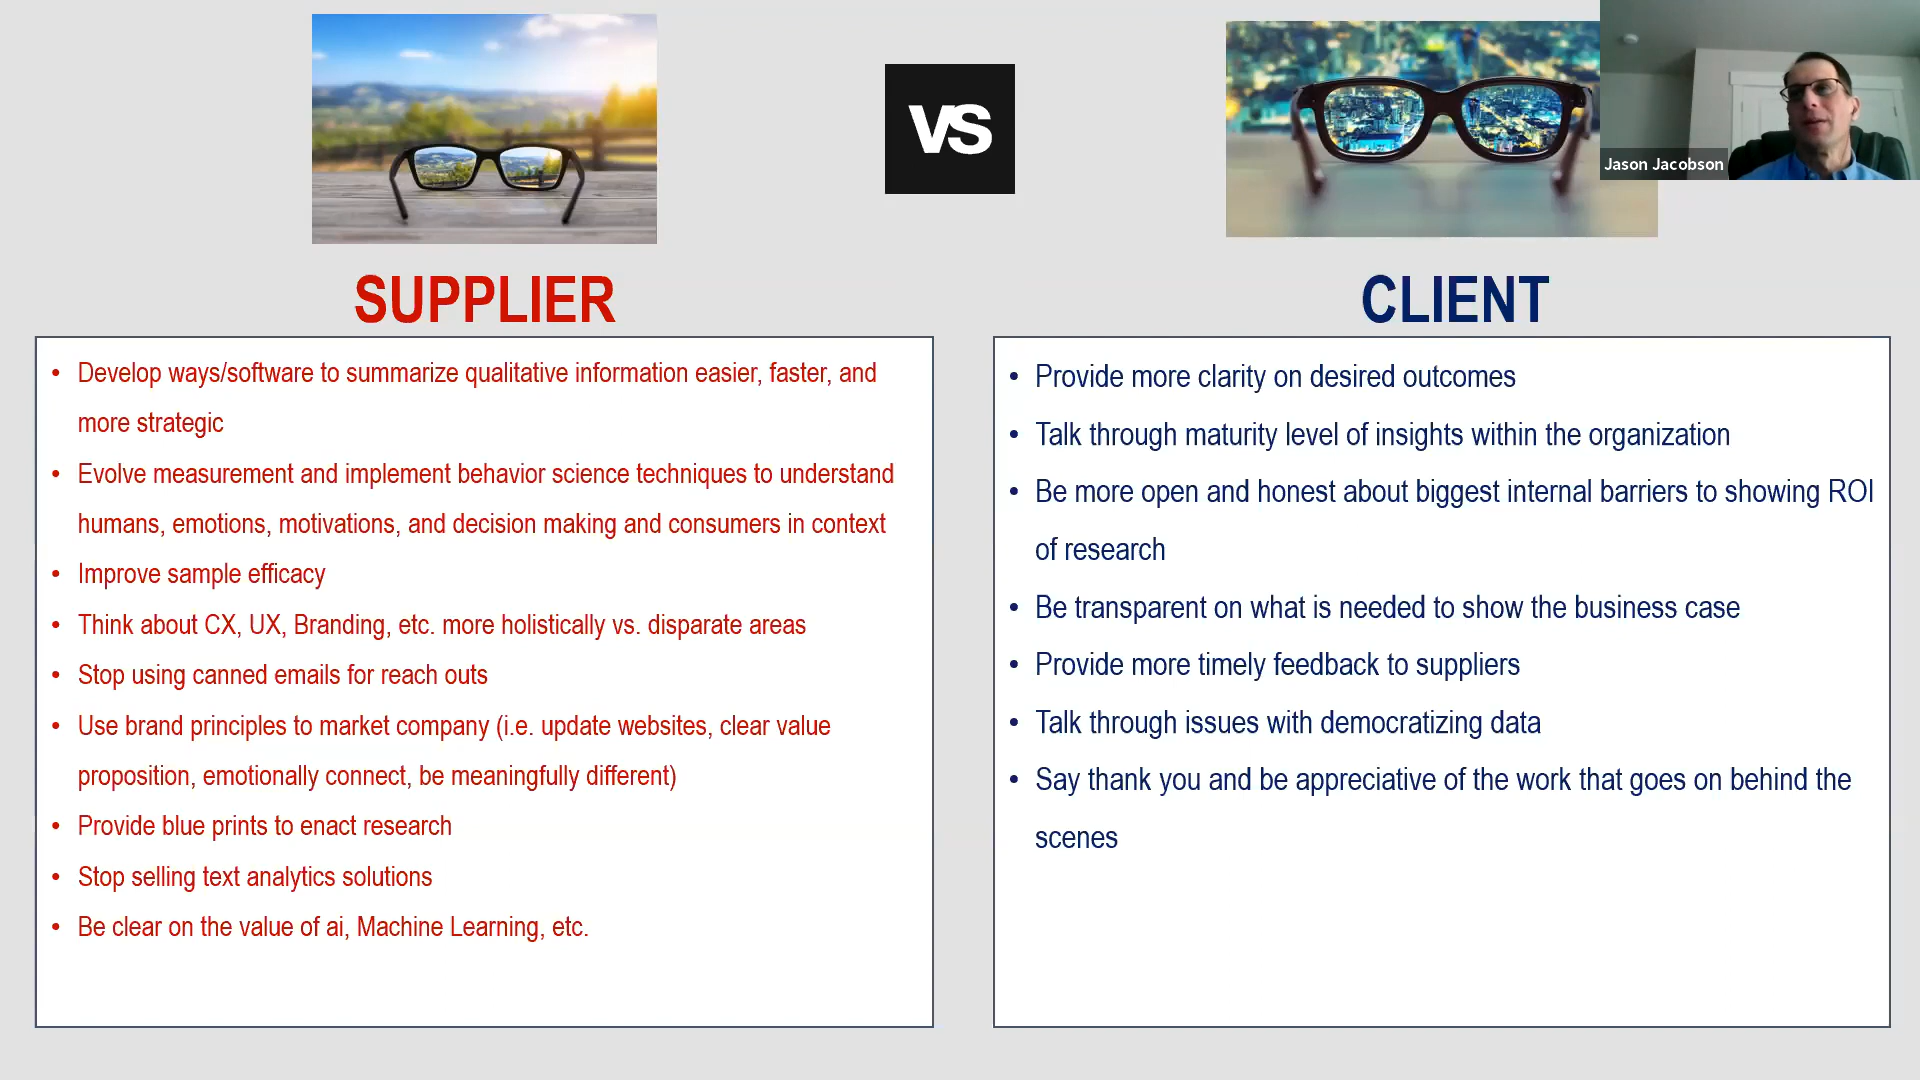 VS
Jason Jacobson
SUPPLIER
• Develop ways/software to summarize qualitative information easier, faster, and
more strategic
• Evolve measurement and implement behavior science techniques to understand
humans, emotions, motivations, and decision making and consumers in context
• Improve sample efficacy
• Think about CX, UX, Branding, etc. more holistically vs. disparate areas
• Stop using canned emails for reach outs
• Use brand principles to market company (i.e. update websites, clear value
proposition, emotionally connect, be meaningfully different)
• Provide blue prints to enact research
• Stop selling text analytics solutions
• Be clear on the value of ai, Machine Learning, etc.
CLIENT
• Provide more clarity on desired outcomes
• Talk through maturity level of insights within the organization
• Be more open and honest about biggest internal barriers to showing ROI
of research
• Be transparent on what is needed to show the business case
• Provide more timely feedback to suppliers
• Talk through issues with democratizing data
• Say thank you and be appreciative of the work that goes on behind the
scenes